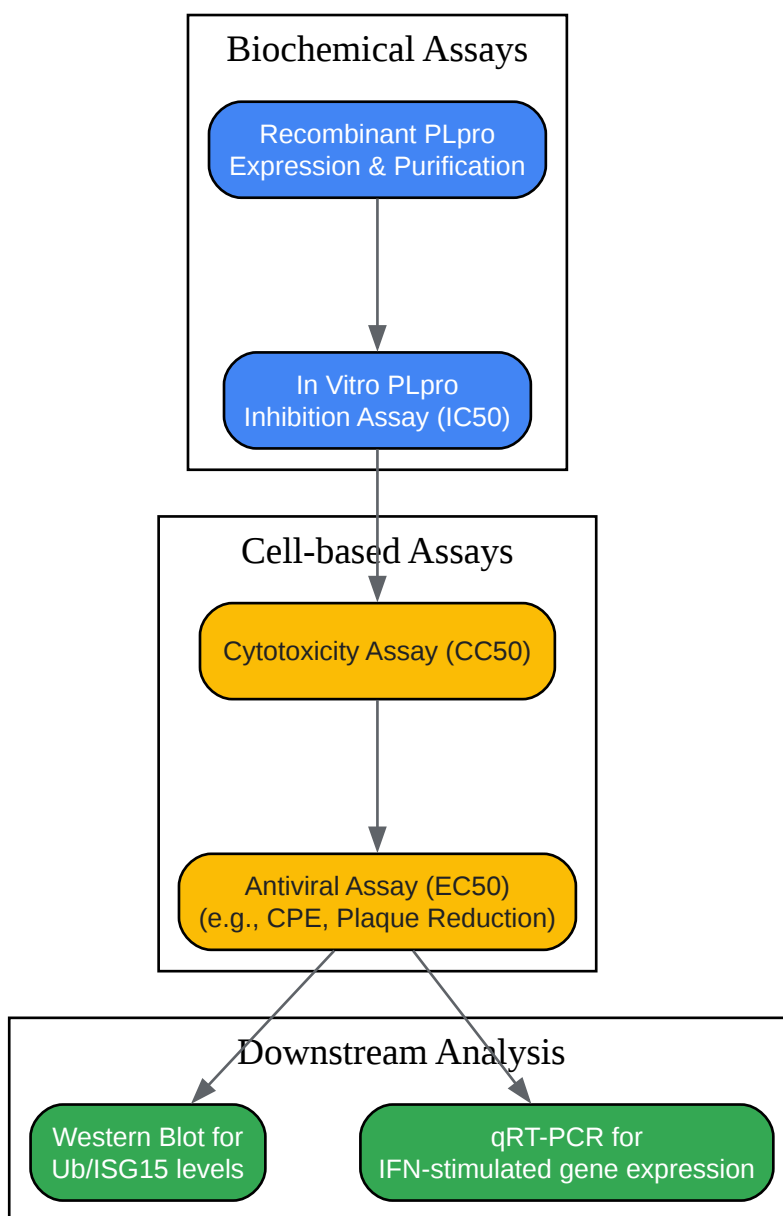 Biochemical Assays
Recombinant PLpro
Expression & Purification
In Vitro PLpro
Inhibition Assay (IC50)
Cell-based Assays
Cytotoxicity Assay (CC50)
Antiviral Assay (EC50)
(e.g., CPE, Plaque Reduction)
Downstream Analysis
Western Blot for
Ub/ISG15 levels
qRT-PCR for
IFN-stimulated gene expression